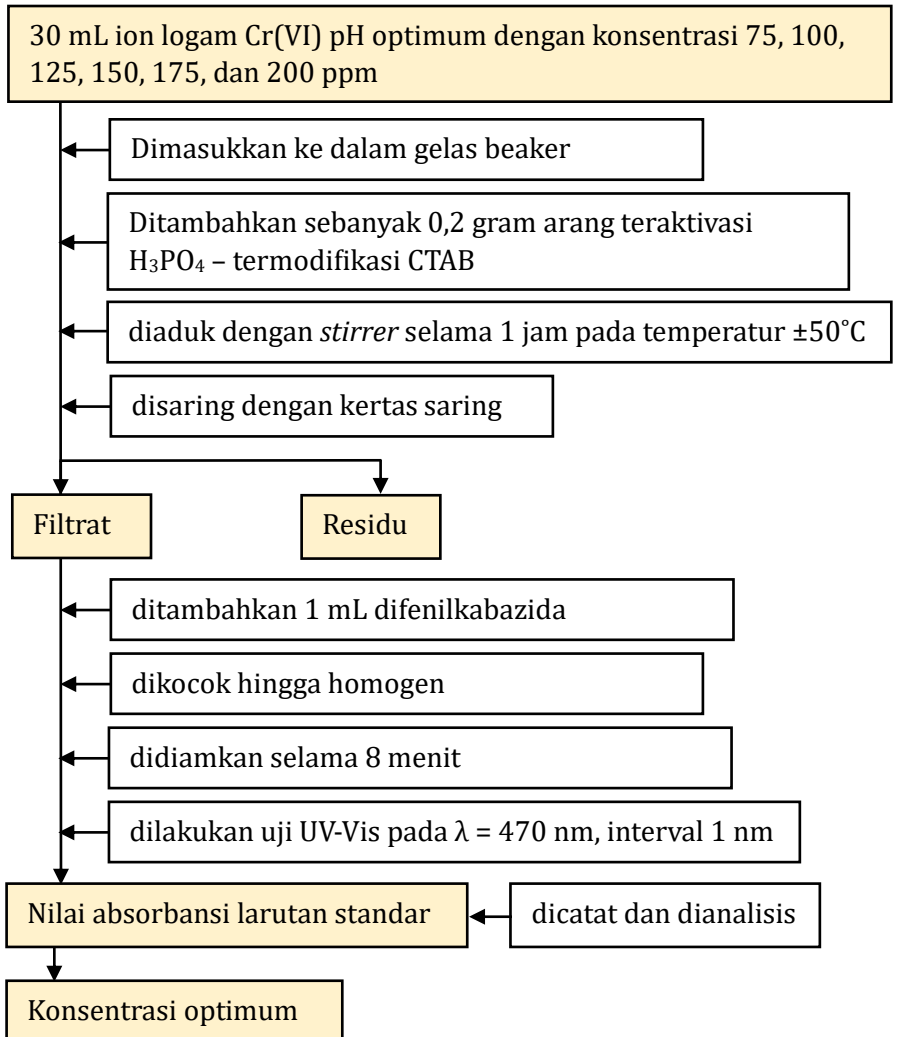 30 mL ion logam Cr(VI) pH optimum dengan konsentrasi 75, 100,
125, 150, 175, dan 200 ppm
Dimasukkan ke dalam gelas beaker
Ditambahkan sebanyak 0,2 gram arang teraktivasi
H₃PO₄ – termodifikasi CTAB
diaduk dengan stirrer selama 1 jam pada temperatur ±50˚C
disaring dengan kertas saring
Filtrat
Residu
ditambahkan 1 mL difenilkabazida
dikocok hingga homogen
didiamkan selama 8 menit
dilakukan uji UV-Vis pada λ = 470 nm, interval 1 nm
Nilai absorbansi larutan standar
dicatat dan dianalisis
Konsentrasi optimum